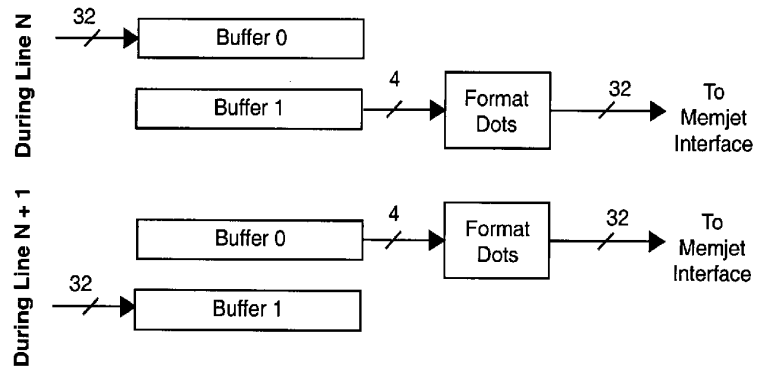 During Line N
32
Buffer 0
Buffer 1
4
Format
Dots
32
To
Memjet
Interface
During Line N + 1
Buffer 0
4
Format
Dots
32
To
Memjet
Interface
32
Buffer 1